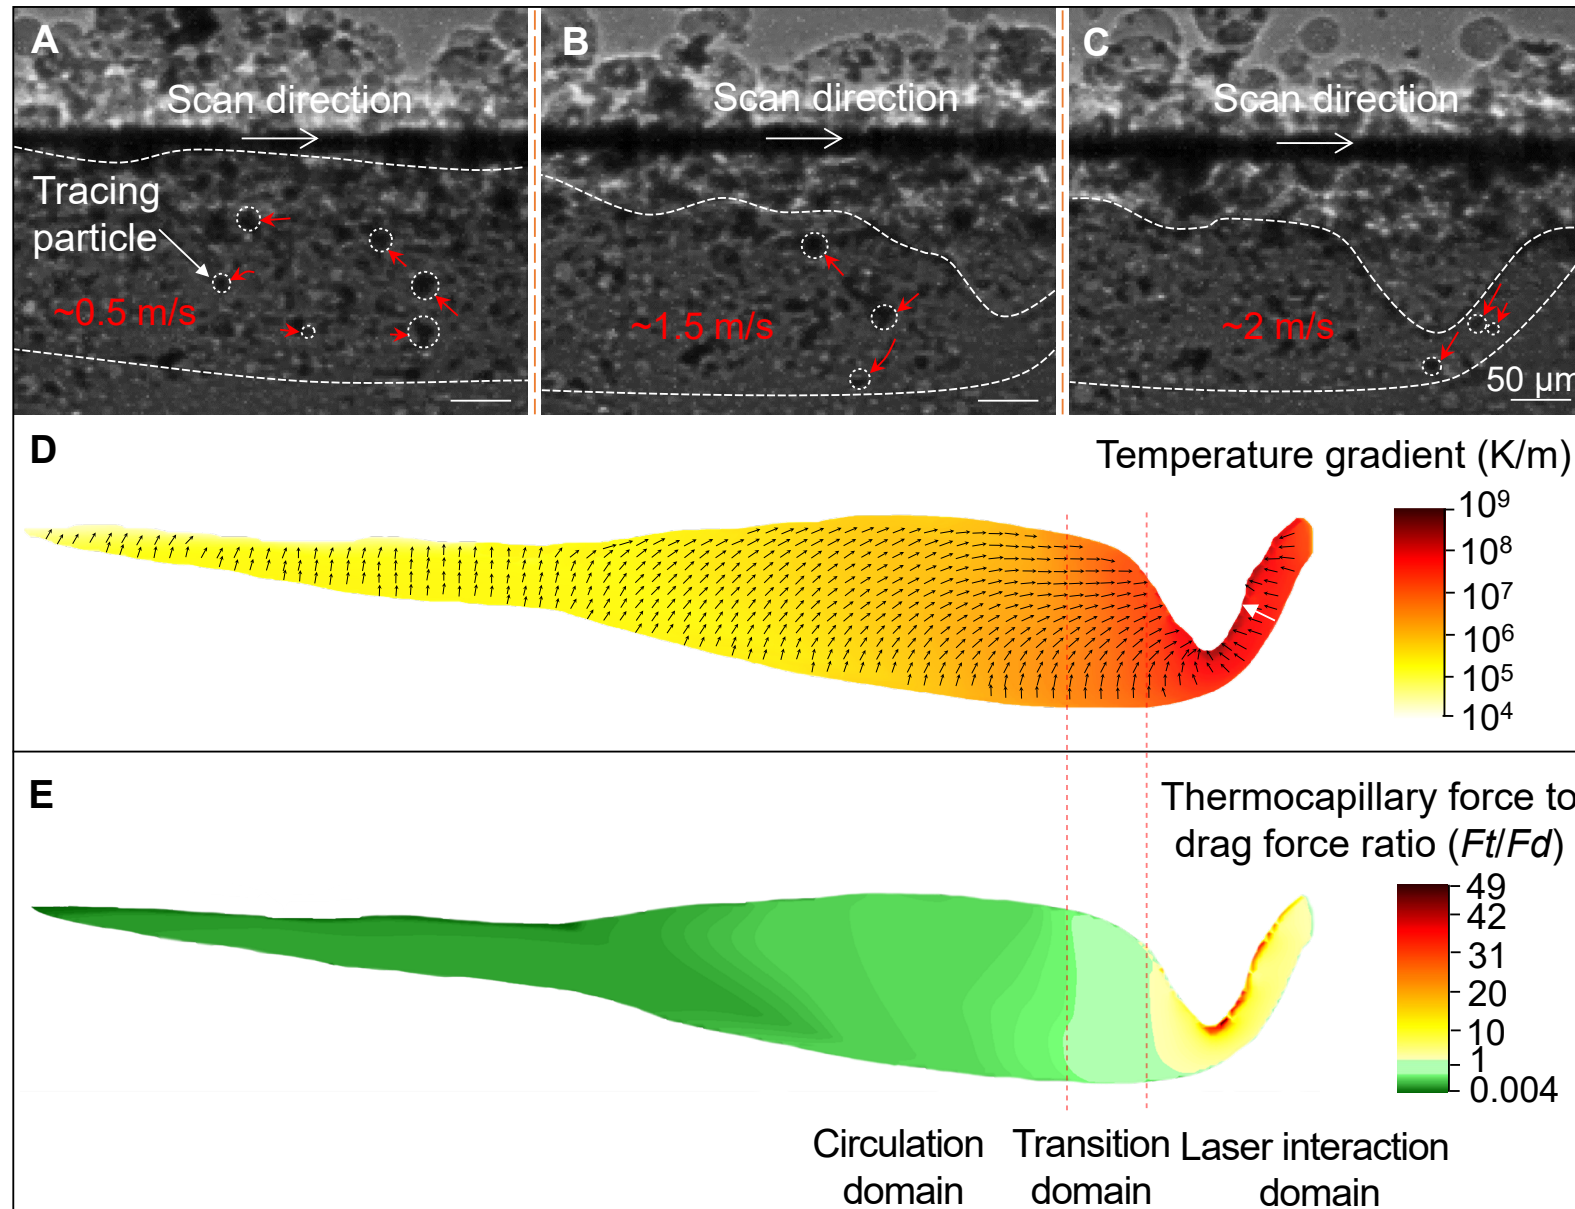 A
Scan direction
Tracing
particle
~0.5 m/s
B
Scan direction
~1.5 m/s
C
Scan direction
~2 m/s
50 µm
D
Temperature gradient (K/m)
10⁹
10⁸
10⁷
10⁶
10⁵
10⁴
E
Thermocapillary force to
drag force ratio (Ft/Fd)
49
42
31
20
10
1
0.004
Circulation
domain
Transition
domain
Laser interaction
domain